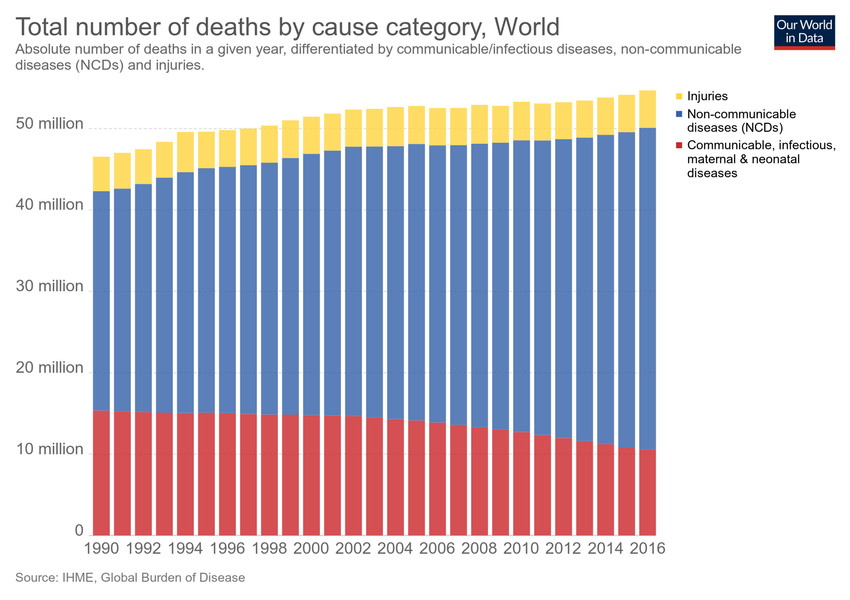 Total number of deaths by cause category, World
Absolute number of deaths in a given year, differentiated by communicable/infectious diseases, non-communicable
diseases (NCDs) and injuries.
Our World
in Data
Injuries
Non-communicable
diseases (NCDs)
Communicable, infectious,
maternal & neonatal
diseases
50 million
40 million
30 million
20 million
10 million
0
1990 1992 1994 1996 1998 2000 2002 2004 2006 2008 2010 2012 2014 2016
Source: IHME, Global Burden of Disease